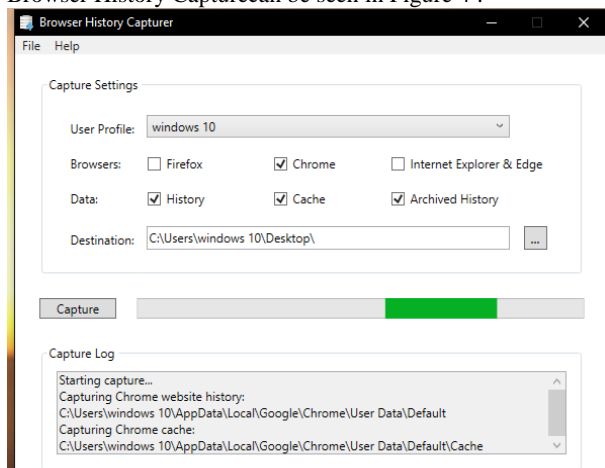 Browser History Capturecan be seen in Figure 4 .
Browser History Capturer
File Help
Capture Settings
User Profile: windows 10
Browsers: Firefox Chrome Internet Explorer & Edge
Data: History Cache Archived History
Destination: C:\Users\windows 10\Desktop\ ...
Capture
Capture Log
Starting capture...
Capturing Chrome website history:
C:\Users\windows 10\AppData\Local\Google\Chrome\User Data\Default
Capturing Chrome cache:
C:\Users\windows 10\AppData\Local\Google\Chrome\User Data\Default\Cache